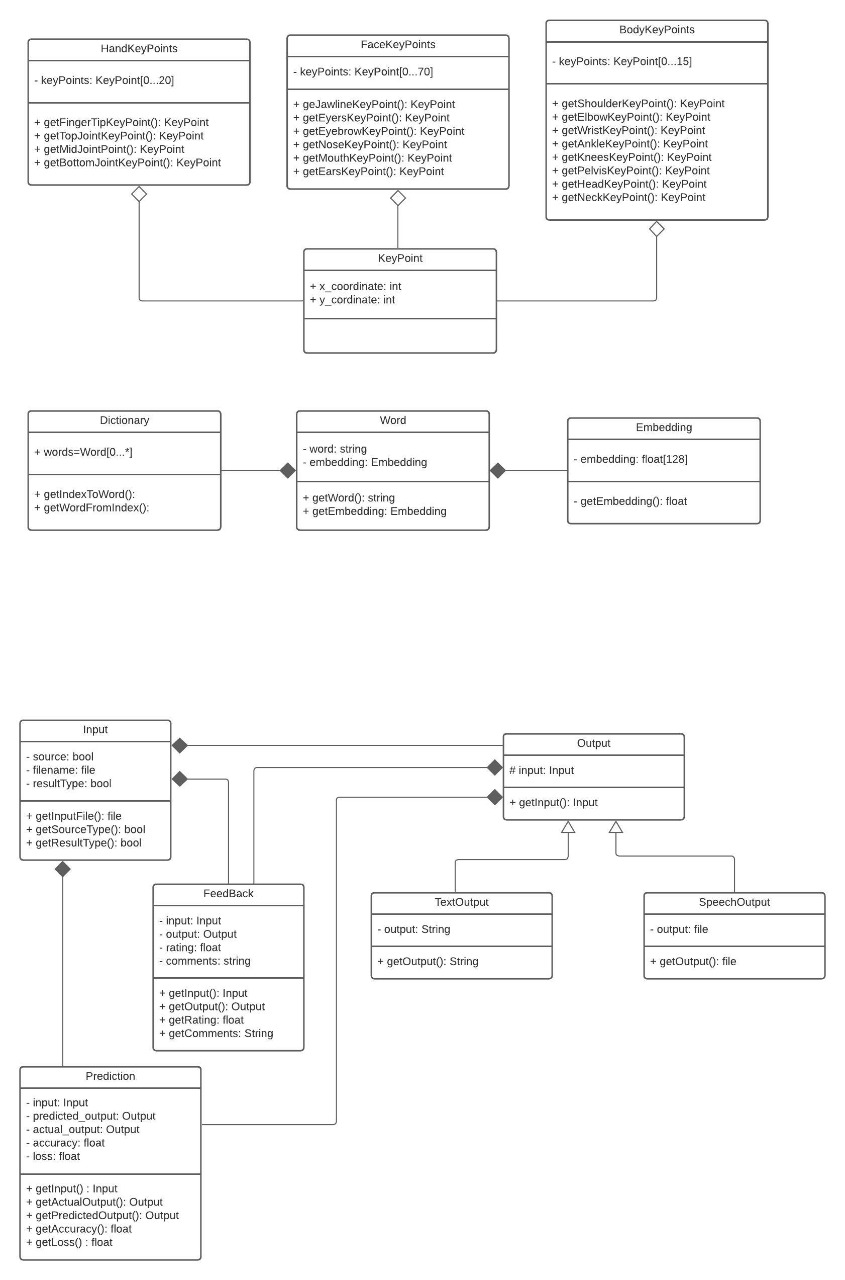 HandKeyPoints
- keyPoints: KeyPoint[0...20]
+ getFingerTipKeyPoint(): KeyPoint
+ getTopJointKeyPoint(): KeyPoint
+ getMidJointPoint(): KeyPoint
+ getBottomJointKeyPoint(): KeyPoint
FaceKeyPoints
- keyPoints: KeyPoint[0...70]
+ geJawlineKeyPoint(): KeyPoint
+ getEyersKeyPoint(): KeyPoint
+ getEyebrowKeyPoint(): KeyPoint
+ getNoseKeyPoint(): KeyPoint
+ getMouthKeyPoint(): KeyPoint
+ getEarsKeyPoint(): KeyPoint
BodyKeyPoints
- keyPoints: KeyPoint[0...15]
+ getShoulderKeyPoint(): KeyPoint
+ getElbowKeyPoint(): KeyPoint
+ getWristKeyPoint(): KeyPoint
+ getAnkleKeyPoint(): KeyPoint
+ getKneesKeyPoint(): KeyPoint
+ getPelvisKeyPoint(): KeyPoint
+ getHeadKeyPoint(): KeyPoint
+ getNeckKeyPoint(): KeyPoint
KeyPoint
+ x_coordinate: int
+ y_cordinate: int
Dictionary
+ words=Word[0...*]
+ getIndexToWord():
+ getWordFromIndex():
Word
- word: string
- embedding: Embedding
+ getWord(): string
+ getEmbedding: Embedding
Embedding
- embedding: float[128]
- getEmbedding(): float
Input
- source: bool
- filename: file
- resultType: bool
+ getInputFile(): file
+ getSourceType(): bool
+ getResultType(): bool
Output
# input: Input
+ getInput(): Input
FeedBack
- input: Input
- output: Output
- rating: float
- comments: string
+ getInput(): Input
+ getOutput(): Output
+ getRating: float
+ getComments: String
TextOutput
- output: String
+ getOutput(): String
SpeechOutput
- output: file
+ getOutput(): file
Prediction
- input: Input
- predicted_output: Output
- actual_output: Output
- accuracy: float
- loss: float
+ getInput() : Input
+ getActualOutput(): Output
+ getPredictedOutput(): Output
+ getAccuracy(): float
+ getLoss() : float